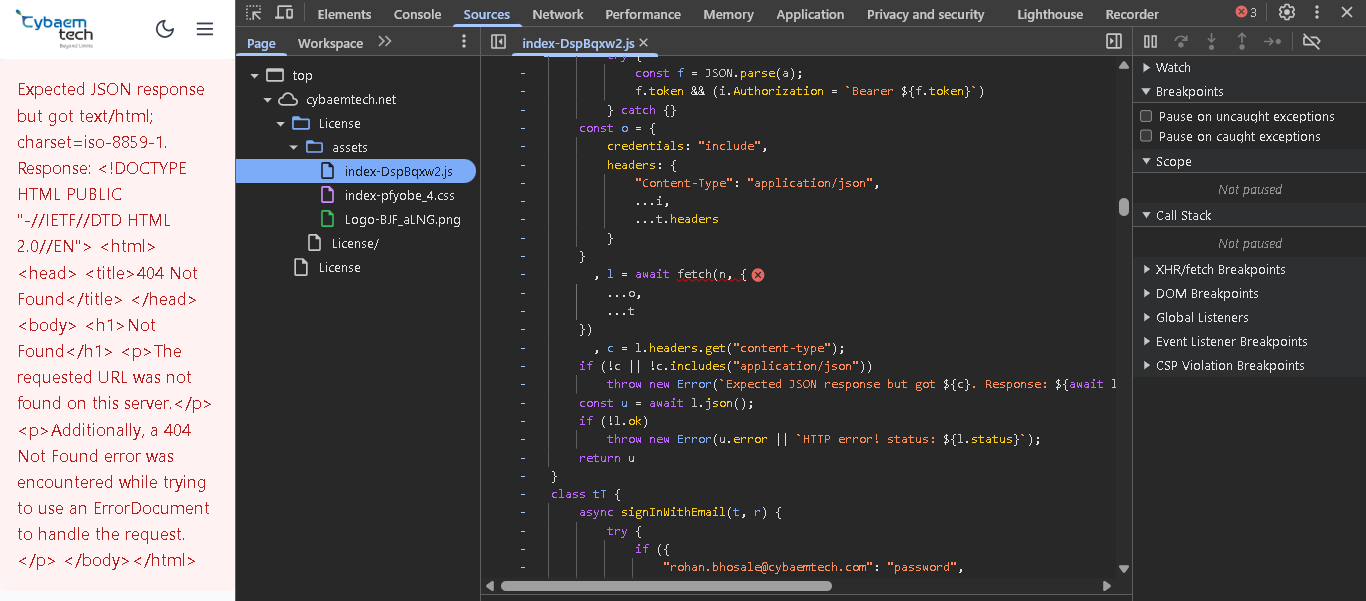 Cybaem
tech
Beyond Limits
Expected JSON response
but got text/html;
charset=iso-8859-1.
Response: <!DOCTYPE
HTML PUBLIC
"-//IETF//DTD HTML
2.0//EN"> <html>
<head> <title>404 Not
Found</title> </head>
<body> <h1>Not
Found</h1> <p>The
requested URL was not
found on this server.</p>
<p>Additionally, a 404
Not Found error was
encountered while trying
to use an ErrorDocument
to handle the request.
</p> </body></html>
Elements Console Sources Network Performance Memory Application Privacy and security Lighthouse Recorder 3
Page Workspace
top
cybaemtech.net
License
assets
index-DspBqxw2.js
index-pfyobe_4.css
Logo-BJF_aLNG.png
License/
License
index-DspBqxw2.js
try {
const f = JSON.parse(a);
f.token && (i.Authorization = `Bearer ${f.token}`)
} catch {}
const o = {
credentials: "include",
headers: {
"Content-Type": "application/json",
...i,
...t.headers
}
}
, l = await fetch(n, {
...o,
...t
})
, c = l.headers.get("content-type");
if (!c || !c.includes("application/json"))
throw new Error(`Expected JSON response but got ${c}. Response: ${await l
const u = await l.json();
if (!l.ok)
throw new Error(u.error || `HTTP error! status: ${l.status}`);
return u
}
class tT {
async signInWithEmail(t, r) {
try {
if ({
"rohan.bhosale@cybaemtech.com": "password",
Watch
Breakpoints
Pause on uncaught exceptions
Pause on caught exceptions
Scope
Not paused
Call Stack
Not paused
XHR/fetch Breakpoints
DOM Breakpoints
Global Listeners
Event Listener Breakpoints
CSP Violation Breakpoints